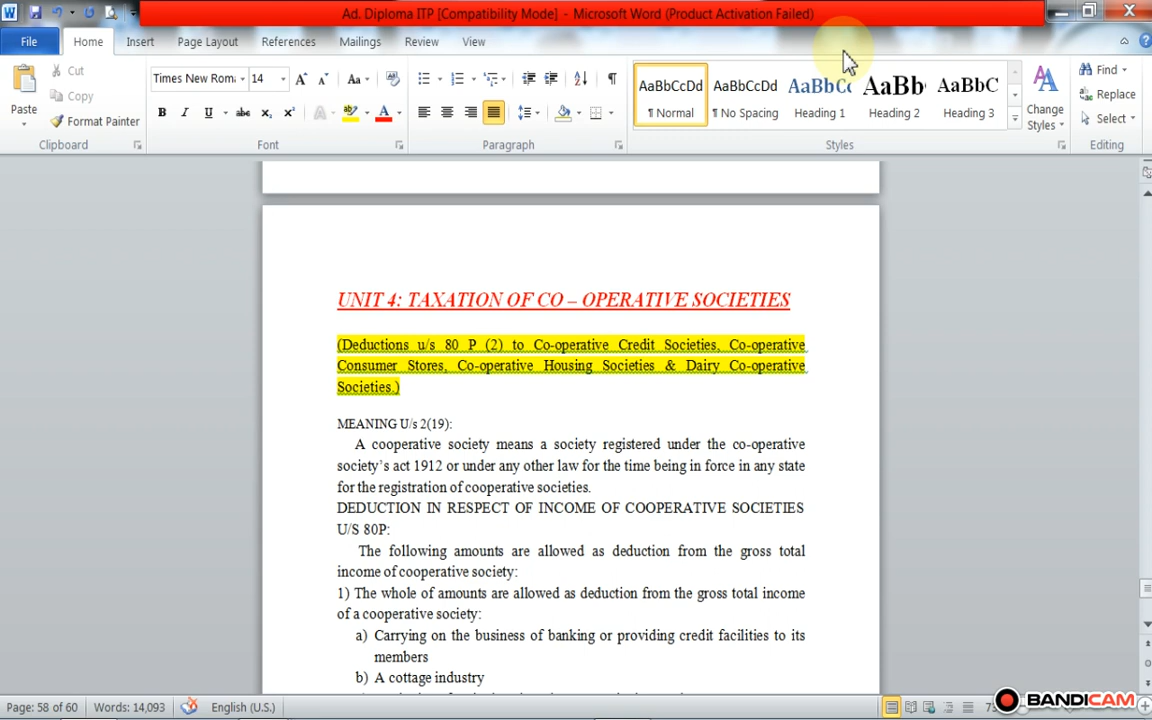 Ad. Diploma ITP [Compatibility Mode] - Microsoft Word (Product Activation Failed)
File Home Insert Page Layout References Mailings Review View
Paste
Cut
Copy
Format Painter
Times New Rom 14
Change Styles
AaBbCcDd AaBbCcDd AaBbCc AaBb AaBbC
¶ Normal ¶ No Spacing Heading 1 Heading 2 Heading 3
Find
Replace
Select
Clipboard Font Paragraph Styles Editing
UNIT 4: TAXATION OF CO – OPERATIVE SOCIETIES
(Deductions u/s 80 P (2) to Co-operative Credit Societies, Co-operative
Consumer Stores, Co-operative Housing Societies & Dairy Co-operative
Societies.)
MEANING U/s 2(19):
A cooperative society means a society registered under the co-operative
society's act 1912 or under any other law for the time being in force in any state
for the registration of cooperative societies.
DEDUCTION IN RESPECT OF INCOME OF COOPERATIVE SOCIETIES
U/S 80P:
The following amounts are allowed as deduction from the gross total
income of cooperative society:
1) The whole of amounts are allowed as deduction from the gross total income
of a cooperative society:
a) Carrying on the business of banking or providing credit facilities to its
members
b) A cottage industry
Page: 58 of 60 Words: 14,093 English (U.S.)
BANDICAM